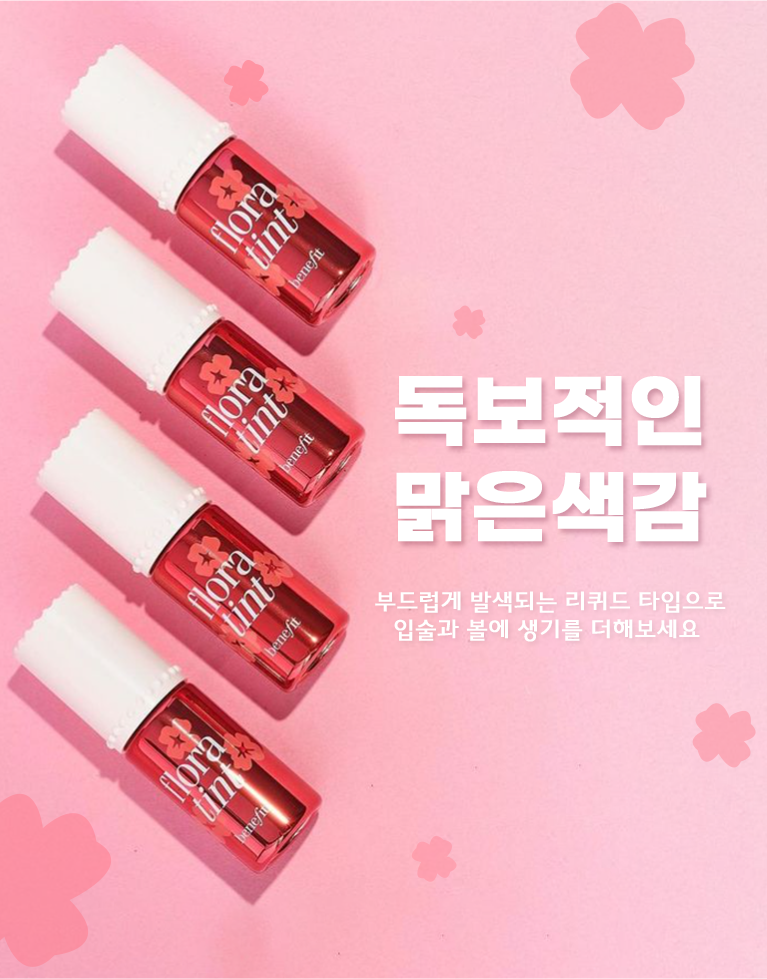 flora
tint
benefit
flora
tint
benefit
flora
tint
benefit
flora
tint
benefit
독보적인
맑은색감
부드럽게 발색되는 리퀴드 타입으로
입술과 볼에 생기를 더해보세요